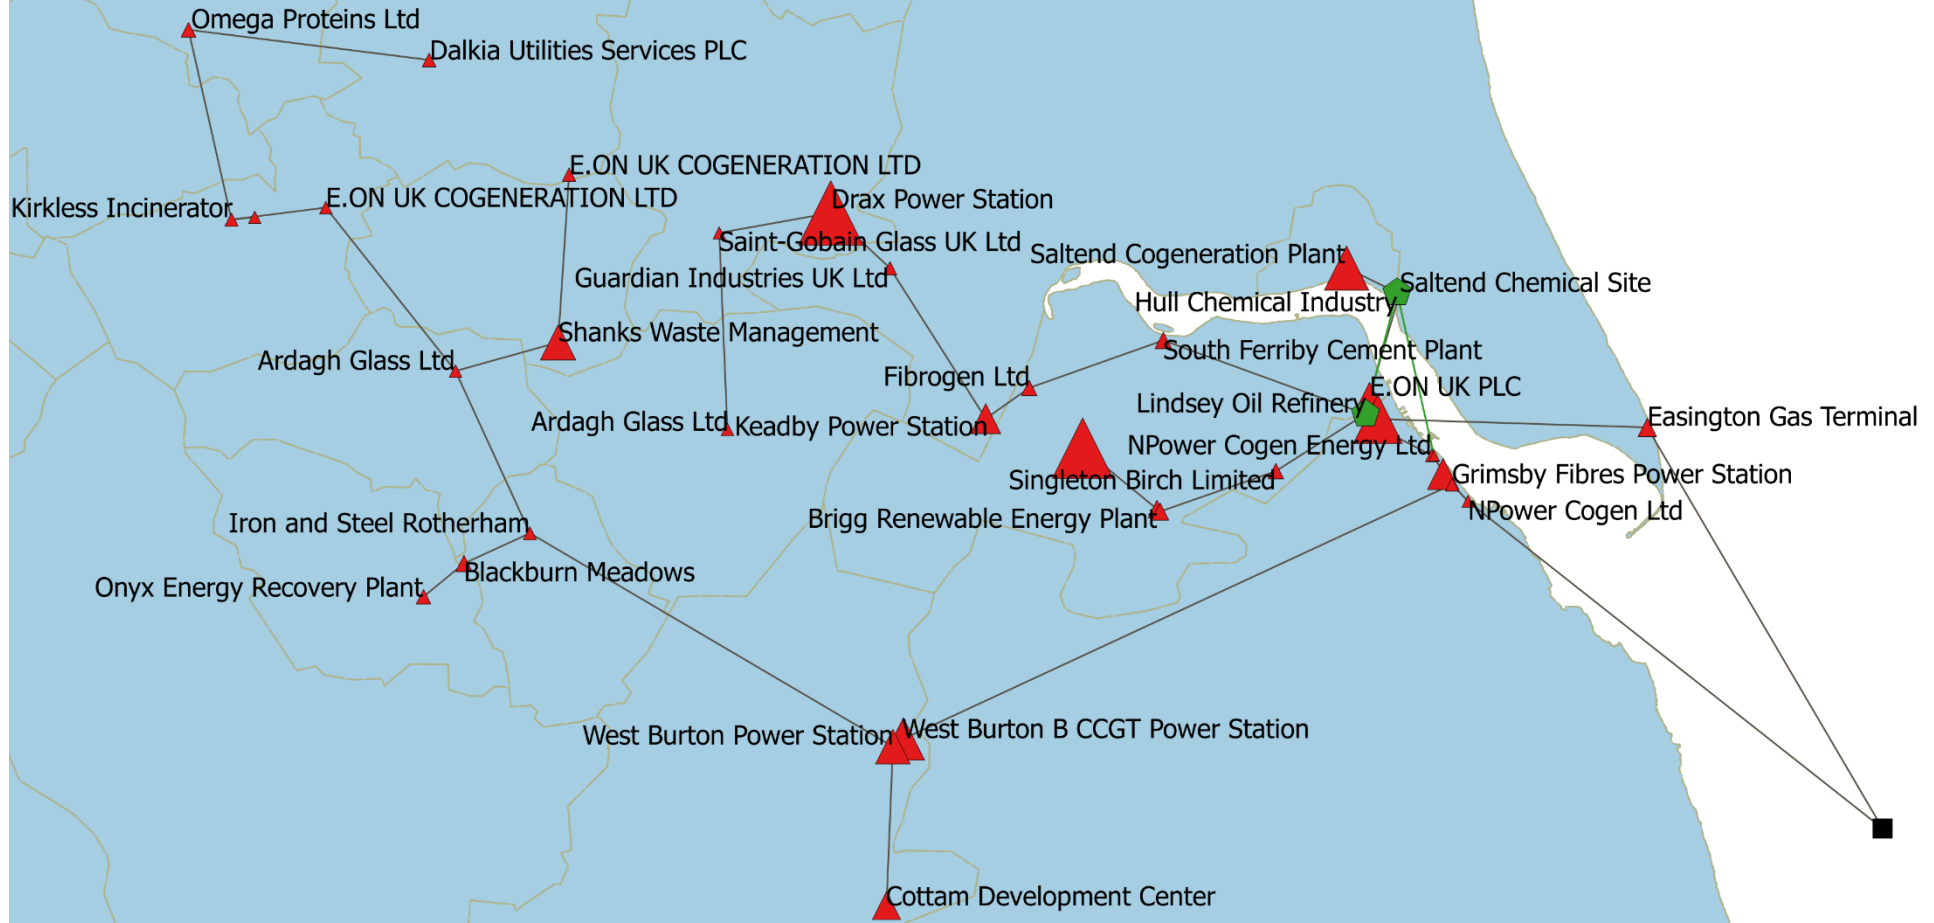 Omega Proteins Ltd
Dalkia Utilities Services PLC
E.ON UK COGENERATION LTD
E.ON UK COGENERATION LTD
Kirkless Incinerator
Drax Power Station
Saint-Gobain Glass UK Ltd
Saltend Cogeneration Plant
Guardian Industries UK Ltd
Saltend Chemical Site
Hull Chemical Industry
Shanks Waste Management
South Ferriby Cement Plant
Ardagh Glass Ltd
Fibrogen Ltd
E.ON UK PLC
Lindsey Oil Refinery
Easington Gas Terminal
Ardagh Glass Ltd
Keadby Power Station
NPower Cogen Energy Ltd
Grimsby Fibres Power Station
Singleton Birch Limited
NPower Cogen Ltd
Brigg Renewable Energy Plant
Iron and Steel Rotherham
Blackburn Meadows
Onyx Energy Recovery Plant
West Burton Power Station
West Burton B CCGT Power Station
Cottam Development Center